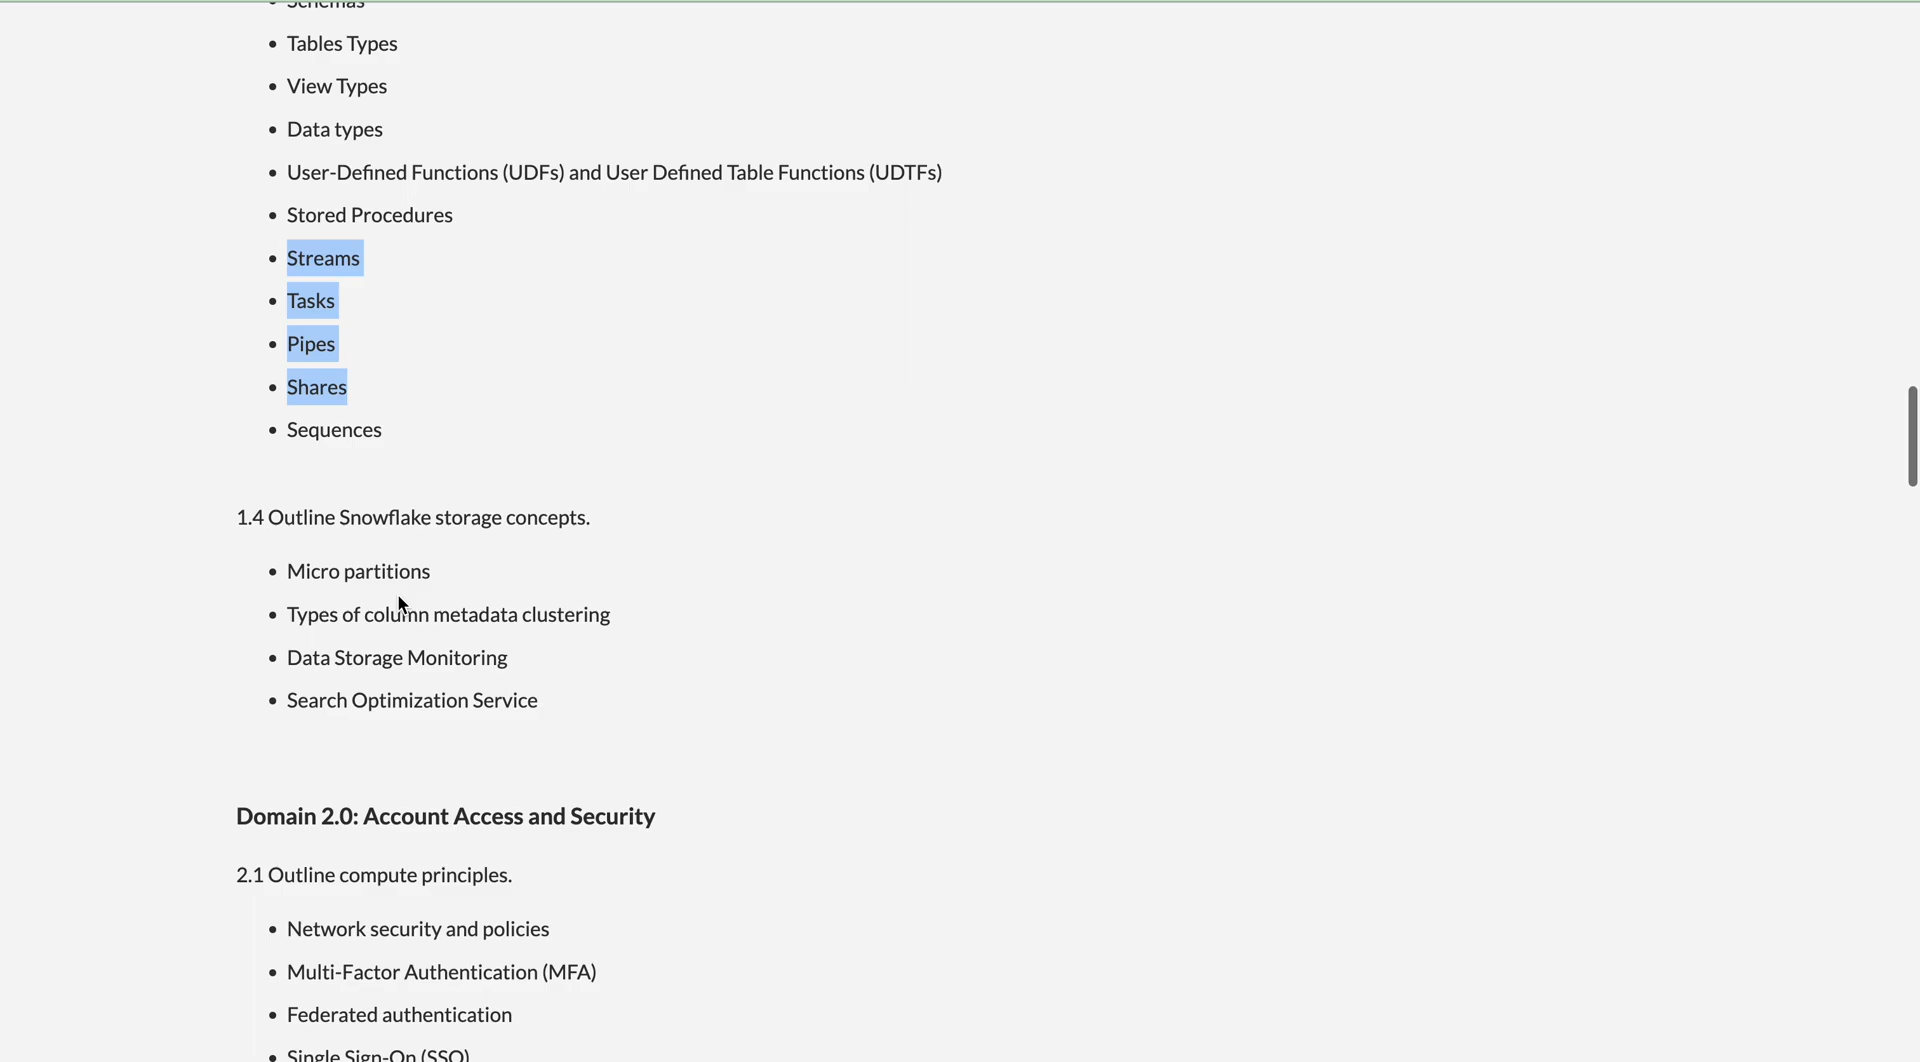 Schemas
Tables Types
View Types
Data types
User-Defined Functions (UDFs) and User Defined Table Functions (UDTFs)
Stored Procedures
Streams
Tasks
Pipes
Shares
Sequences
1.4 Outline Snowflake storage concepts.
Micro partitions
Types of column metadata clustering
Data Storage Monitoring
Search Optimization Service
Domain 2.0: Account Access and Security
2.1 Outline compute principles.
Network security and policies
Multi-Factor Authentication (MFA)
Federated authentication
Single Sign-On (SSO)